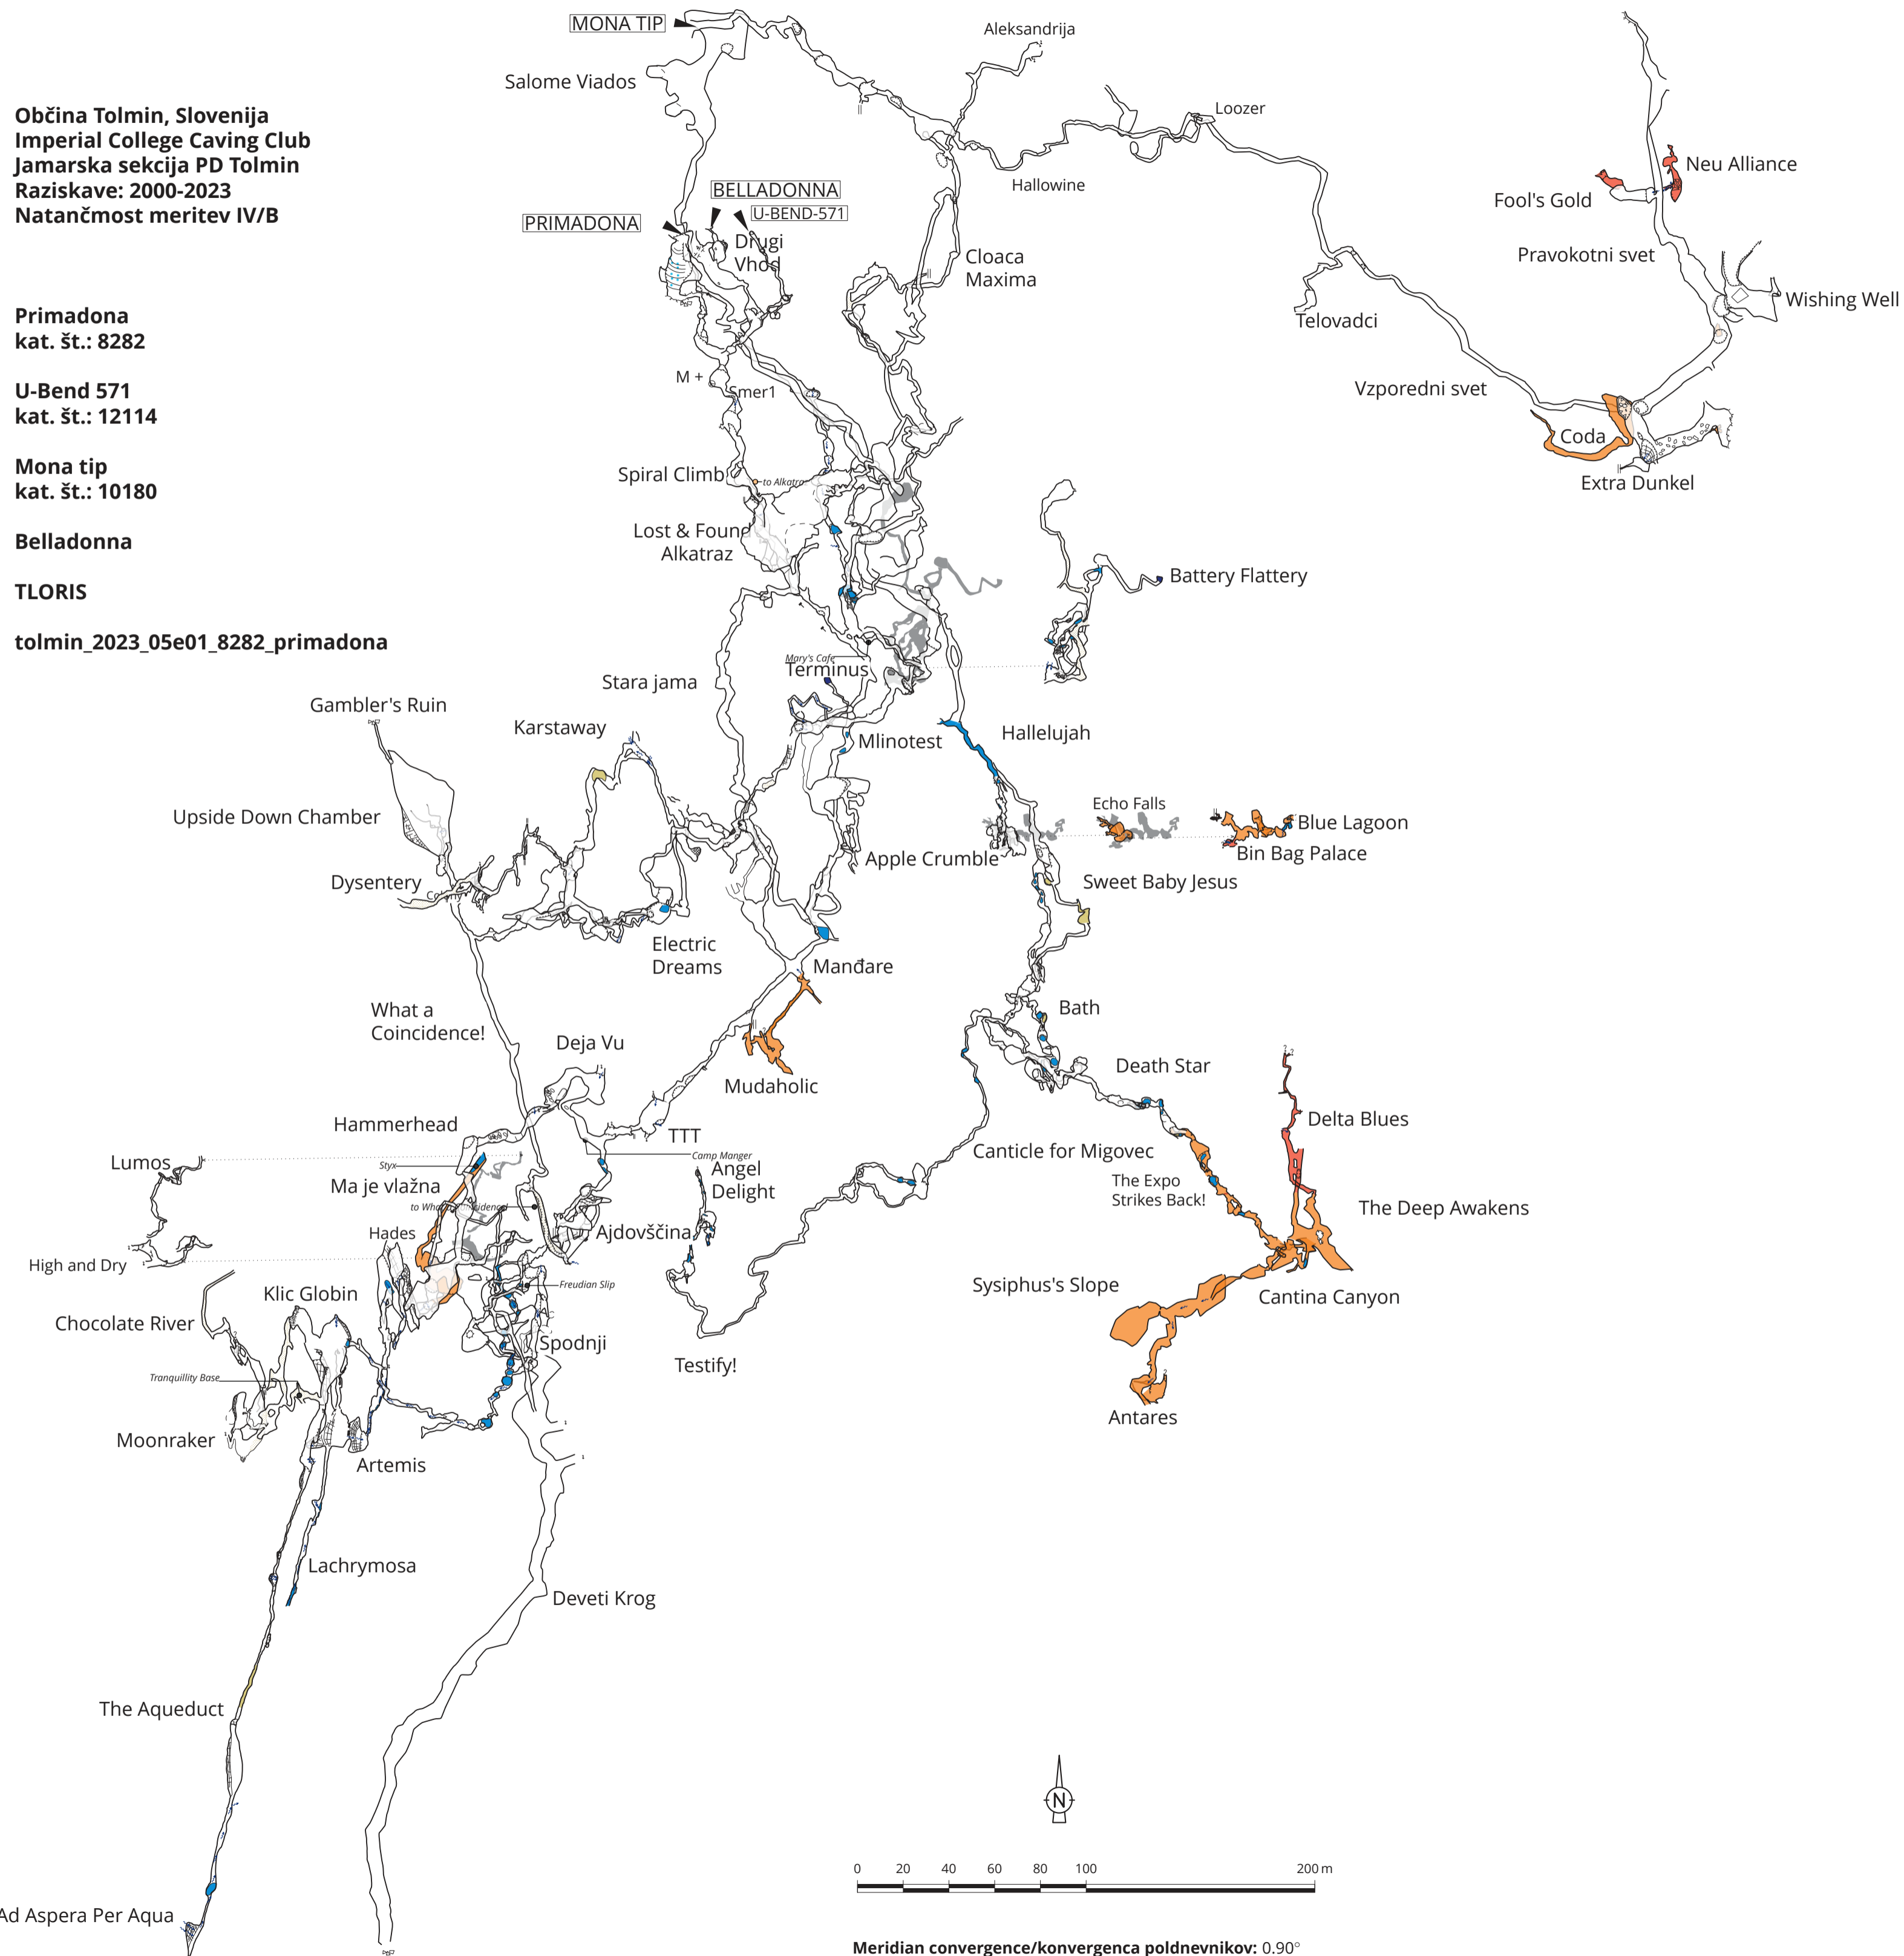 MONA TIP
Aleksandrija
Salome Viados
Loozer
Občina Tolmin, Slovenija
Imperial College Caving Club
Jamarska sekcija PD Tolmin
Raziskave: 2000-2023
Natančmost meritev IV/B
Neu Alliance
Fool's Gold
Hallowine
BELLADONNA
U-BEND-571
PRIMADONA
Drugi
Vhod
Cloaca
Maxima
Pravokotni svet
Wishing Well
Telovadci
Primadona
kat. št.: 8282
M +
Smer1
Vzporedni svet
U-Bend 571
kat. št.: 12114
Coda
Extra Dunkel
Mona tip
kat. št.: 10180
Spiral Climb
Lost & Found
Alkatraz
Belladonna
Battery Flattery
TLORIS
tolmin_2023_05e01_8282_primadona
Mary's Cafe
Terminus
Stara jama
Gambler's Ruin
Karstaway
Mlinotest
Hallelujah
Upside Down Chamber
Echo Falls
Blue Lagoon
Bin Bag Palace
Apple Crumble
Dysentery
Sweet Baby Jesus
Electric
Dreams
Manđare
What a
Coincidence!
Bath
Deja Vu
Death Star
Mudaholic
Hammerhead
Delta Blues
TTT
Camp Manger
Canticle for Migovec
Lumos
Styx
Angel
Delight
Ma je vlažna
The Expo
Strikes Back!
The Deep Awakens
Hades
Ajdovščina
High and Dry
Freudian Slip
Sysiphus's Slope
Klic Globin
Cantina Canyon
Chocolate River
Spodnji
Testify!
Tranquillity Base
Antares
Moonraker
Artemis
Lachrymosa
Deveti Krog
The Aqueduct
N
0 20 40 60 80 100 200 m
Ad Aspera Per Aqua
Meridian convergence/konvergenca poldnevnikov: 0.90°